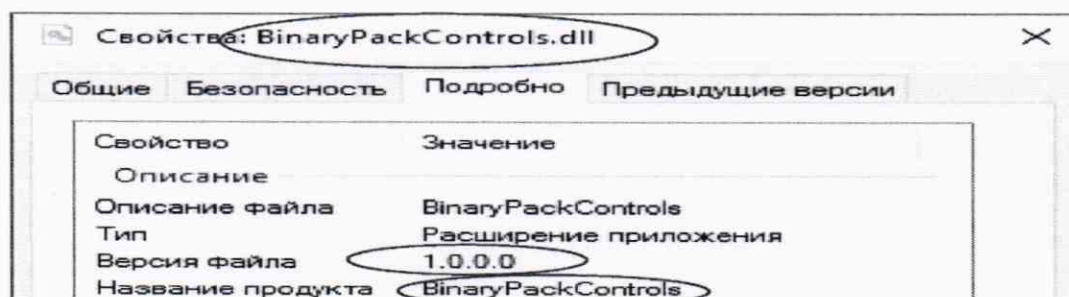 Свойства: BinaryPackControls.dll
Общие Безопасность Подробно Предыдущие версии
Свойство Значение
Описание
Описание файла BinaryPackControls
Тип Расширение приложения
Версия файла 1.0.0.0
Название продукта BinaryPackControls